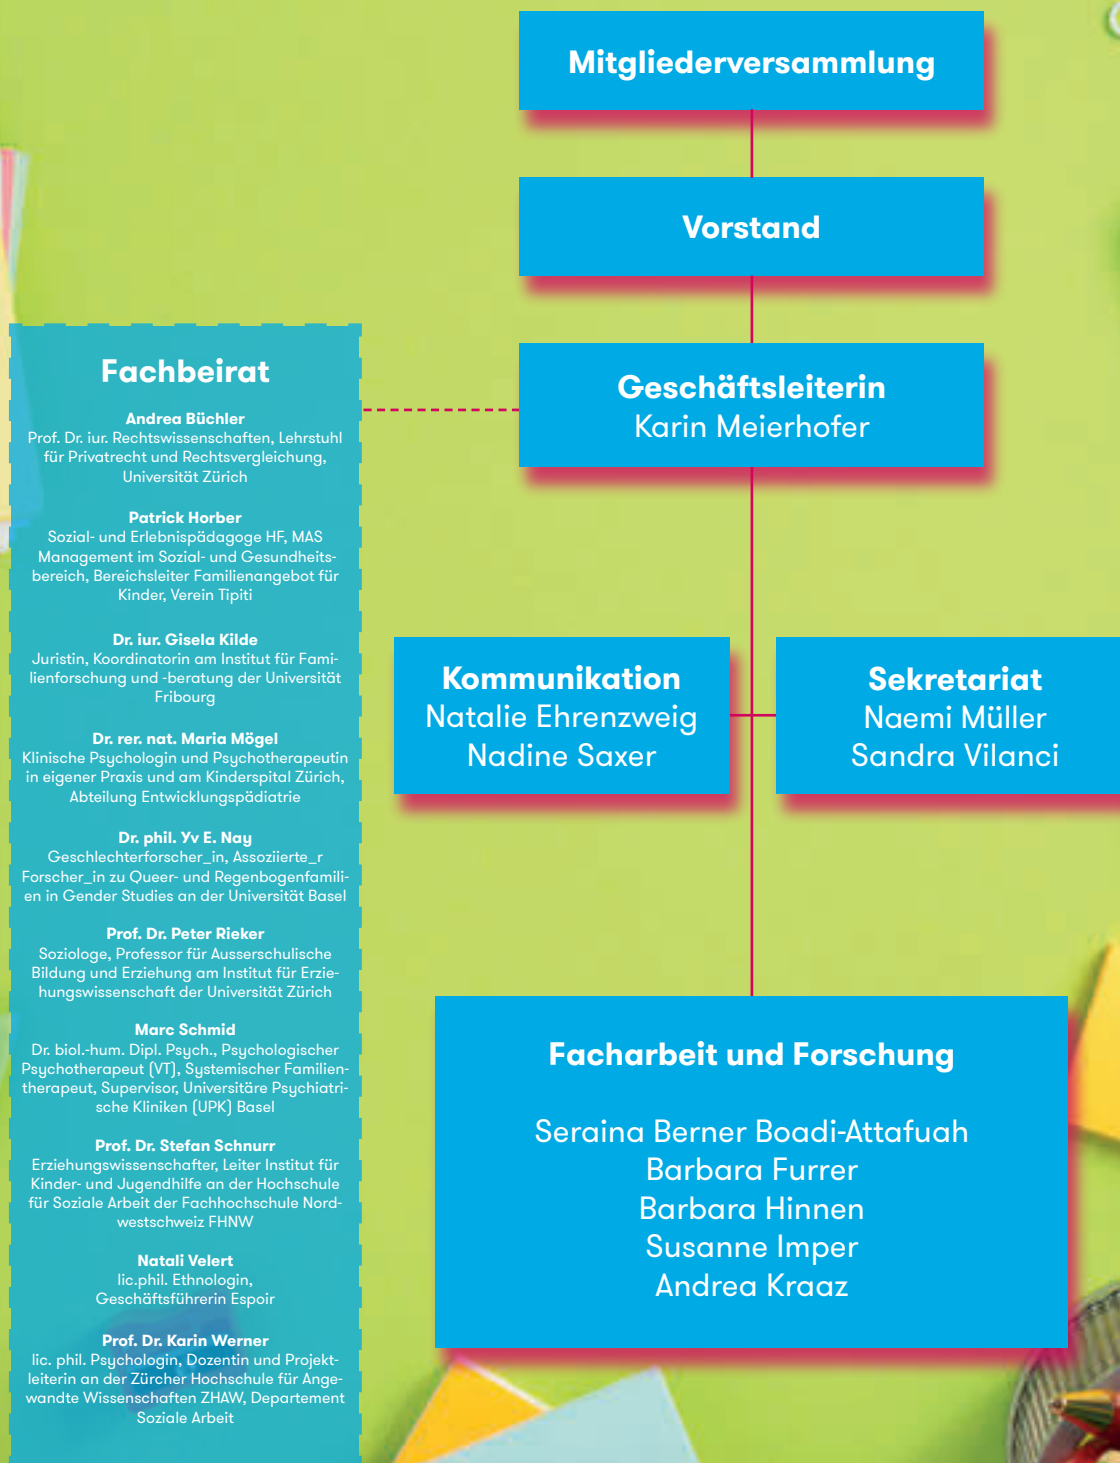 Mitgliederversammlung
Vorstand
Geschäftsleiterin
Karin Meierhofer
Fachbeirat
Andrea Büchler
Prof. Dr. iur. Rechtswissenschaften, Lehrstuhl
für Privatrecht und Rechtsvergleichung,
Universität Zürich
Patrick Horber
Sozial- und Erlebnispädagoge HF, MAS
Management im Sozial- und Gesundheits-
bereich, Bereichsleiter Familienangebot für
Kinder, Verein Tipiti
Dr. iur. Gisela Kilde
Juristin, Koordinatorin am Institut für Fami-
lienforschung und -beratung der Universität
Fribourg
Dr. rer. nat. Maria Mögel
Klinische Psychologin und Psychotherapeutin
in eigener Praxis und am Kinderspital Zürich,
Abteilung Entwicklungspädiatrie
Dr. phil. Yv E. Nay
Geschlechterforscher_in, Assoziierte_r
Forscher_in zu Queer- und Regenbogenfamili-
en in Gender Studies an der Universität Basel
Prof. Dr. Peter Rieker
Soziologe, Professor für Ausserschulische
Bildung und Erziehung am Institut für Erzie-
hungswissenschaft der Universität Zürich
Marc Schmid
Dr. biol.-hum. Dipl. Psych., Psychologischer
Psychotherapeut (VT), Systemischer Familien-
therapeut, Supervisor, Universitäre Psychiatri-
sche Kliniken (UPK) Basel
Prof. Dr. Stefan Schnurr
Erziehungswissenschafter, Leiter Institut für
Kinder- und Jugendhilfe an der Hochschule
für Soziale Arbeit der Fachhochschule Nord-
westschweiz FHNW
Natali Velert
lic.phil. Ethnologin,
Geschäftsführerin Espoir
Prof. Dr. Karin Werner
lic. phil. Psychologin, Dozentin und Projekt-
leiterin an der Zürcher Hochschule für Ange-
wandte Wissenschaften ZHAW, Departement
Soziale Arbeit
Kommunikation
Natalie Ehrenzweig
Nadine Saxer
Sekretariat
Naemi Müller
Sandra Vilanci
Facharbeit und Forschung
Seraina Berner Boadi-Attafuah
Barbara Furrer
Barbara Hinnen
Susanne Imper
Andrea Kraaz